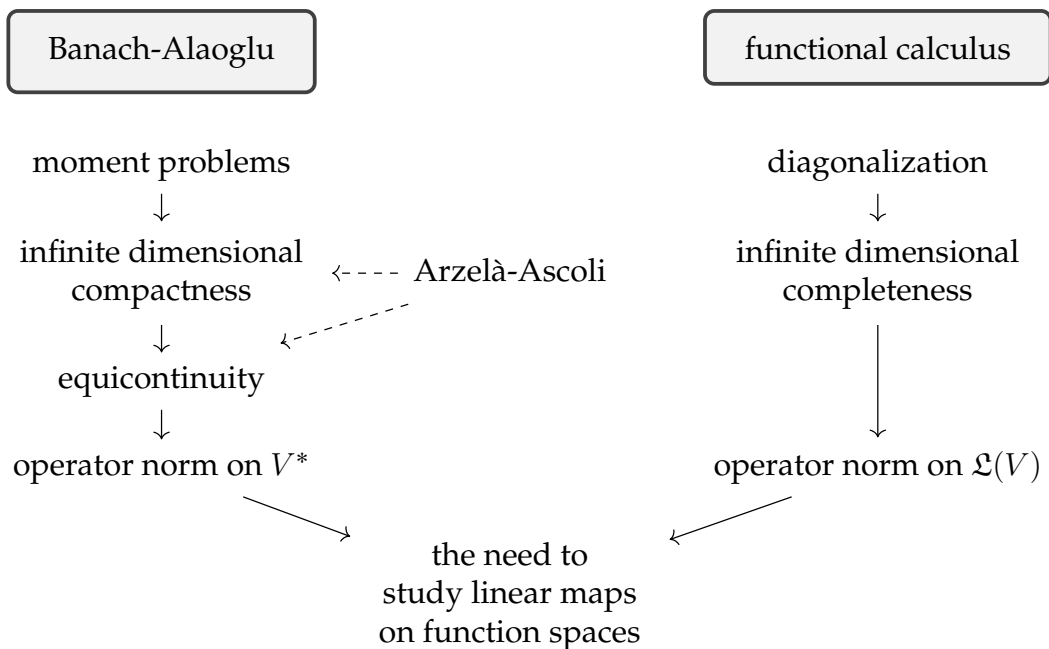 Banach-Alaoglu
functional calculus
moment problems
diagonalization
infinite dimensional
compactness
Arzelà-Ascoli
infinite dimensional
completeness
equicontinuity
operator norm on V*
operator norm on 𝔏(V)
the need to
study linear maps
on function spaces